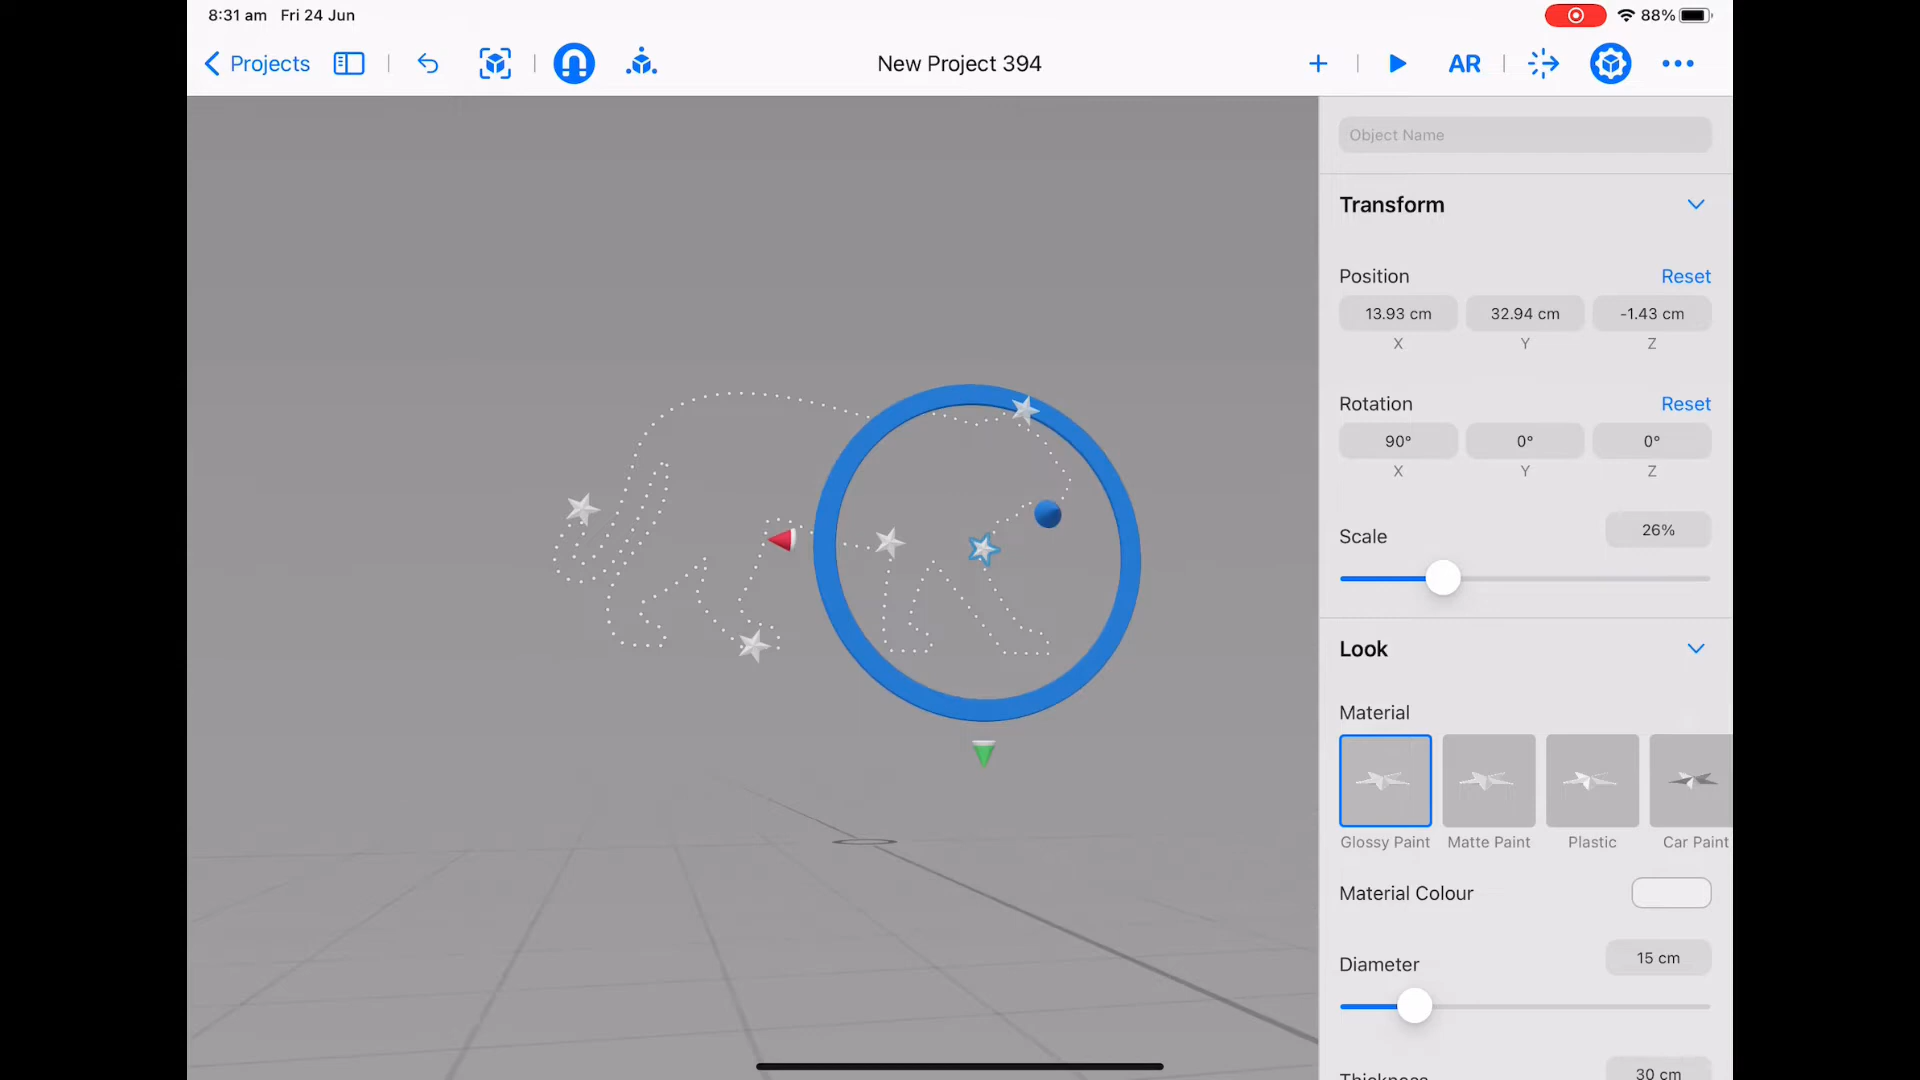 8:31 am Fri 24 Jun
88%
Projects
New Project 394
AR
Object Name
Transform
Position
Reset
13.93 cm
32.94 cm
-1.43 cm
X
Y
Z
Rotation
Reset
90°
0°
0°
X
Y
Z
Scale
26%
Look
Material
Glossy Paint
Matte Paint
Plastic
Car Paint
Material Colour
Diameter
15 cm
Thickness
30 cm